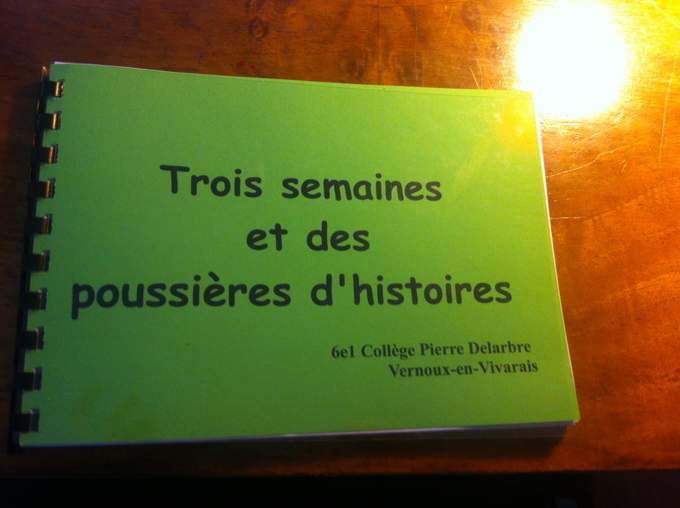 Trois semaines
et des
poussières d'histoires
6e1 Collège Pierre Delarbre
Vernoux-en-Vivarais